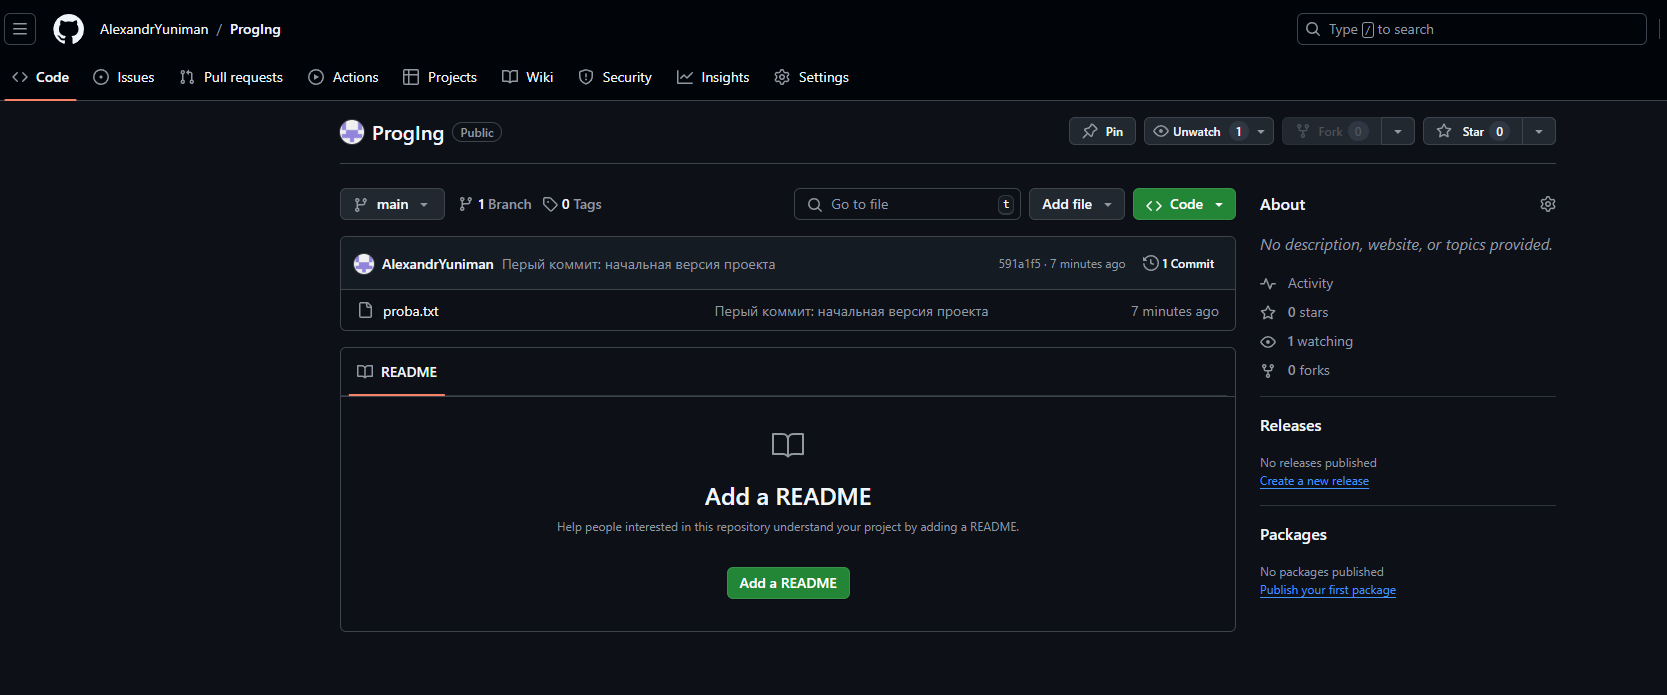 AlexandrYuniman / ProgIng
Type / to search
Code Issues Pull requests Actions Projects Wiki Security Insights Settings
ProgIng Public
Pin Unwatch 1 Fork 0 Star 0
main 1 Branch 0 Tags Go to file t Add file Code
AlexandrYuniman Перый коммит: начальная версия проекта 591a1f5 · 7 minutes ago 1 Commit
proba.txt Перый коммит: начальная версия проекта 7 minutes ago
README
Add a README
Help people interested in this repository understand your project by adding a README.
Add a README
About
No description, website, or topics provided.
Activity
0 stars
1 watching
0 forks
Releases
No releases published
Create a new release
Packages
No packages published
Publish your first package